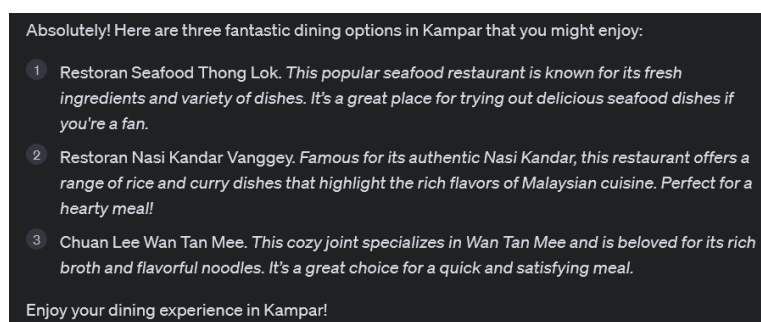 Absolutely! Here are three fantastic dining options in Kampar that you might enjoy:
1 Restoran Seafood Thong Lok. This popular seafood restaurant is known for its fresh
ingredients and variety of dishes. It’s a great place for trying out delicious seafood dishes if
you're a fan.
2 Restoran Nasi Kandar Vanggey. Famous for its authentic Nasi Kandar, this restaurant offers a
range of rice and curry dishes that highlight the rich flavors of Malaysian cuisine. Perfect for a
hearty meal!
3 Chuan Lee Wan Tan Mee. This cozy joint specializes in Wan Tan Mee and is beloved for its rich
broth and flavorful noodles. It’s a great choice for a quick and satisfying meal.
Enjoy your dining experience in Kampar!